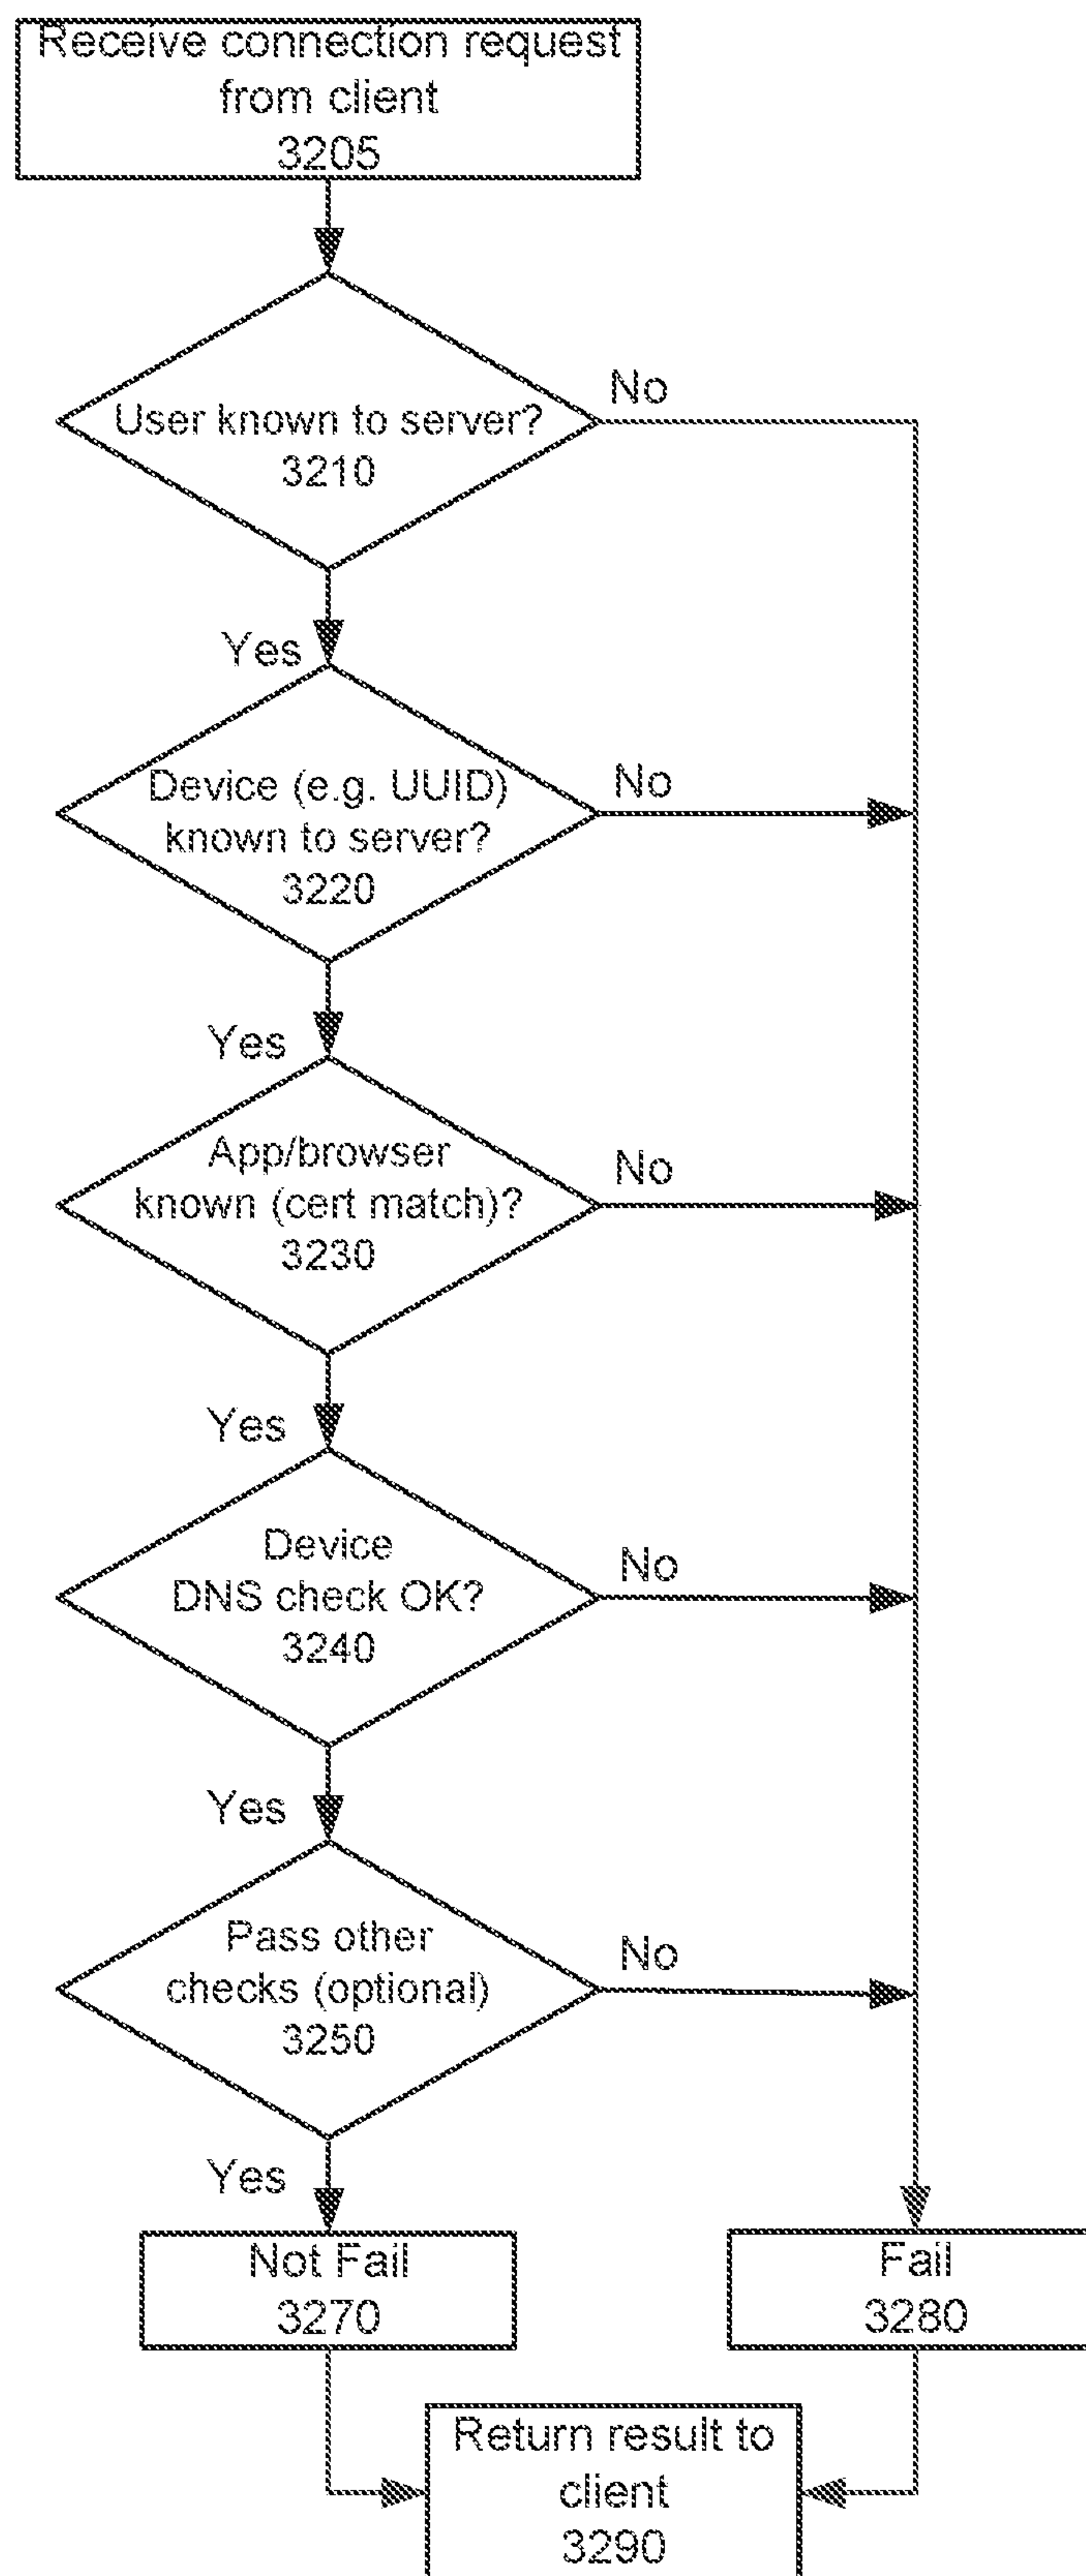 Receive connection request
from client
3205
User known to server?
3210
No
Yes
Device (e.g. UUID)
known to server?
3220
No
Yes
App/browser
known (cert match)?
3230
No
Yes
Device
DNS check OK?
3240
No
Yes
Pass other
checks (optional)
3250
No
Yes
Not Fail
3270
Fail
3280
Return result to
client
3290